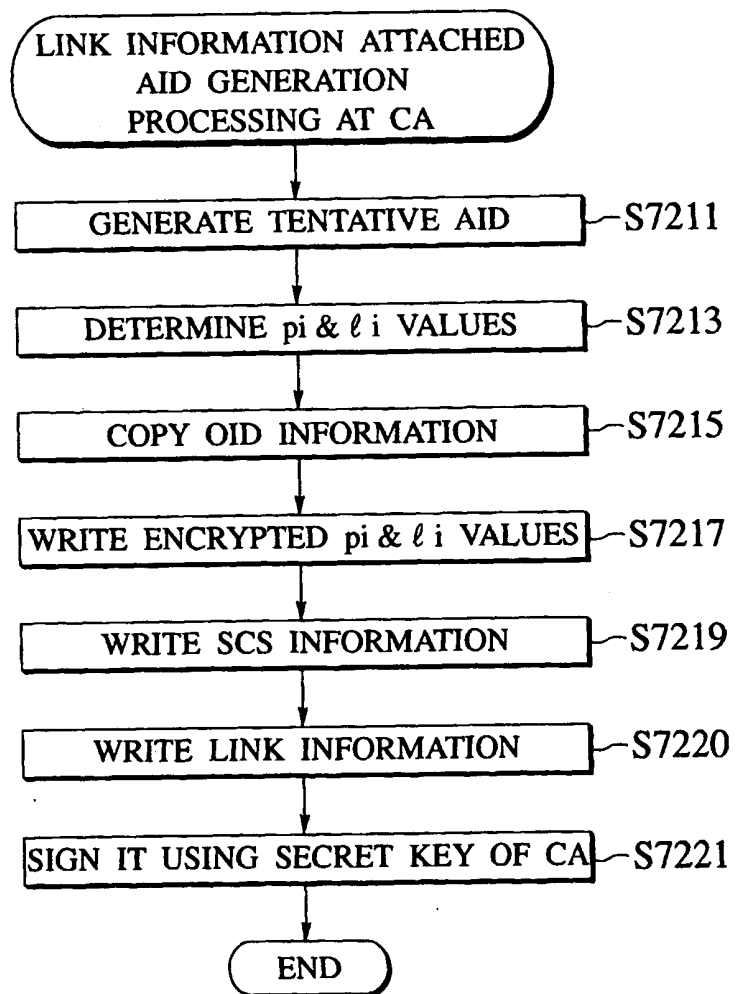 LINK INFORMATION ATTACHED
AID GENERATION
PROCESSING AT CA
GENERATE TENTATIVE AID
S7211
DETERMINE pi & ℓ i VALUES
S7213
COPY OID INFORMATION
S7215
WRITE ENCRYPTED pi & ℓ i VALUES
S7217
WRITE SCS INFORMATION
S7219
WRITE LINK INFORMATION
S7220
SIGN IT USING SECRET KEY OF CA
S7221
END